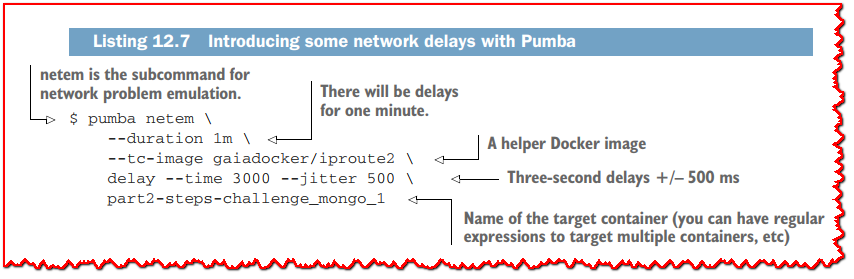 Listing 12.7 Introducing some network delays with Pumba
netem is the subcommand for
network problem emulation.
There will be delays
for one minute.
$ pumba netem \
--duration 1m \
--tc-image gaiadocker/iproute2 \
A helper Docker image
delay --time 3000 --jitter 500 \
Three-second delays +/– 500 ms
part2-steps-challenge_mongo_1
Name of the target container (you can have regular
expressions to target multiple containers, etc)